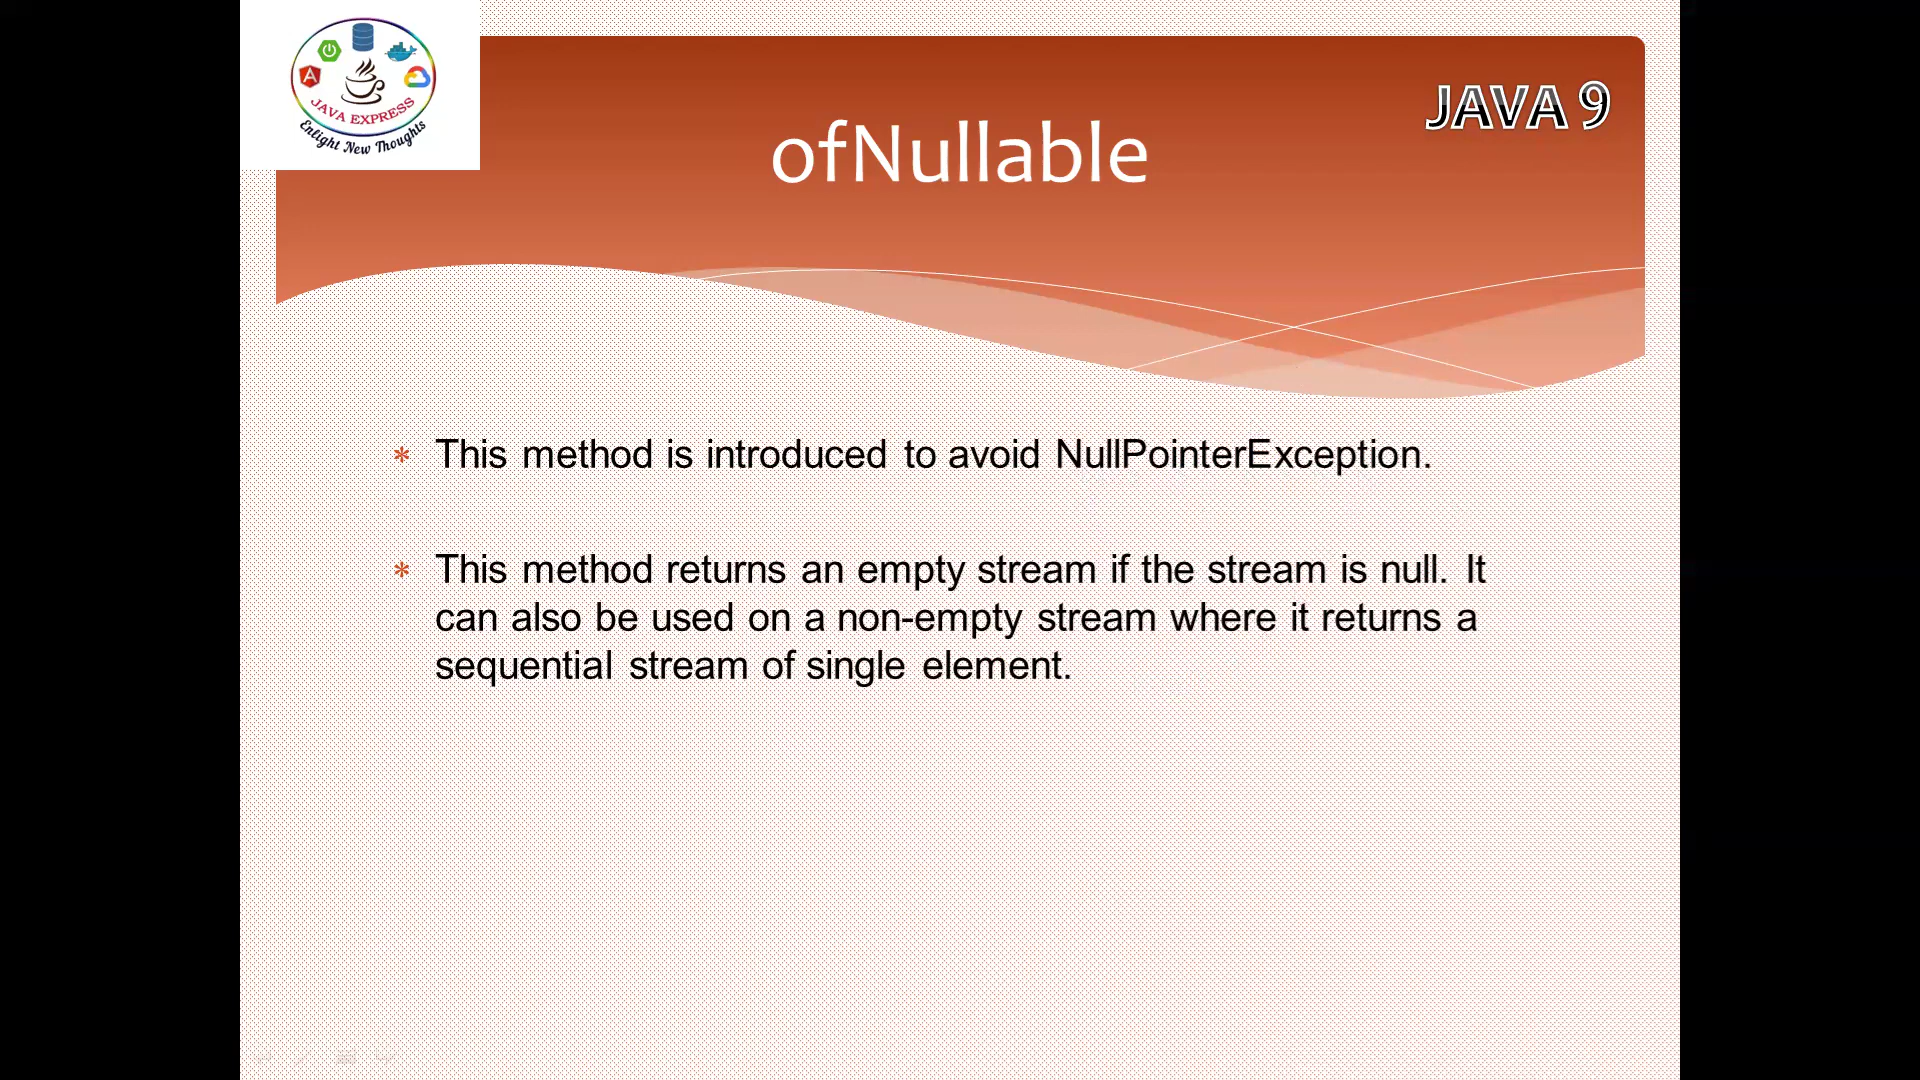 JAVA EXPRESS
Enlight New Thoughts
JAVA 9
ofNullable
* This method is introduced to avoid NullPointerException.
* This method returns an empty stream if the stream is null. It
can also be used on a non-empty stream where it returns a
sequential stream of single element.